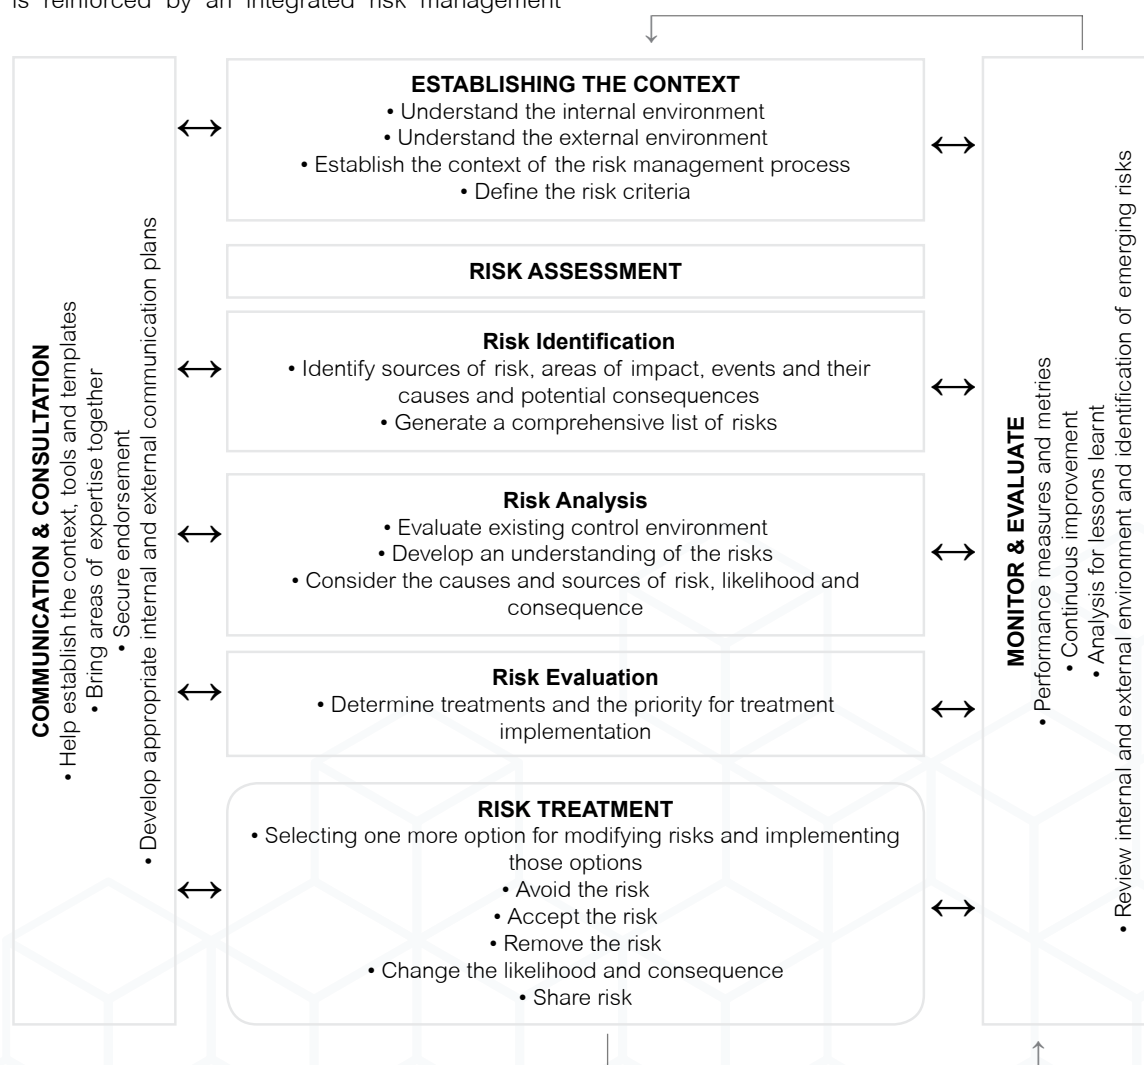 is reinforced by an integrated risk management
COMMUNICATION & CONSULTATION
• Help establish the context, tools and templates
• Bring areas of expertise together
• Secure endorsement
• Develop appropriate internal and external communication plans
ESTABLISHING THE CONTEXT
• Understand the internal environment
• Understand the external environment
• Establish the context of the risk management process
• Define the risk criteria
RISK ASSESSMENT
Risk Identification
• Identify sources of risk, areas of impact, events and their
causes and potential consequences
• Generate a comprehensive list of risks
Risk Analysis
• Evaluate existing control environment
• Develop an understanding of the risks
• Consider the causes and sources of risk, likelihood and
consequence
Risk Evaluation
• Determine treatments and the priority for treatment
implementation
RISK TREATMENT
• Selecting one more option for modifying risks and implementing
those options
• Avoid the risk
• Accept the risk
• Remove the risk
• Change the likelihood and consequence
• Share risk
MONITOR & EVALUATE
• Performance measures and metries
• Continuous improvement
• Analysis for lessons learnt
• Review internal and external environment and identification of emerging risks